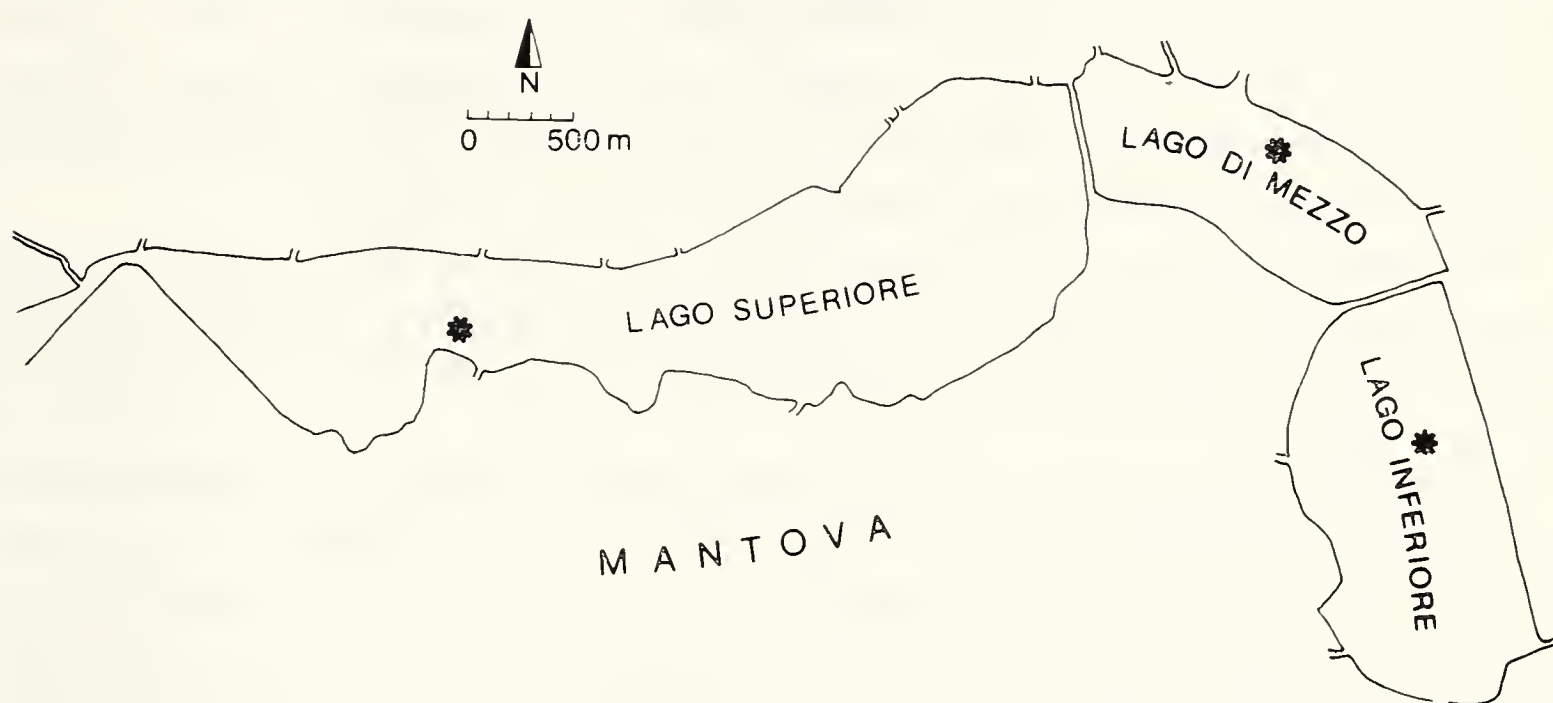 N
0 500 m
LAGO DI MEZZO
LAGO SUPERIORE
LAGO INFERIORE
MANTOVA